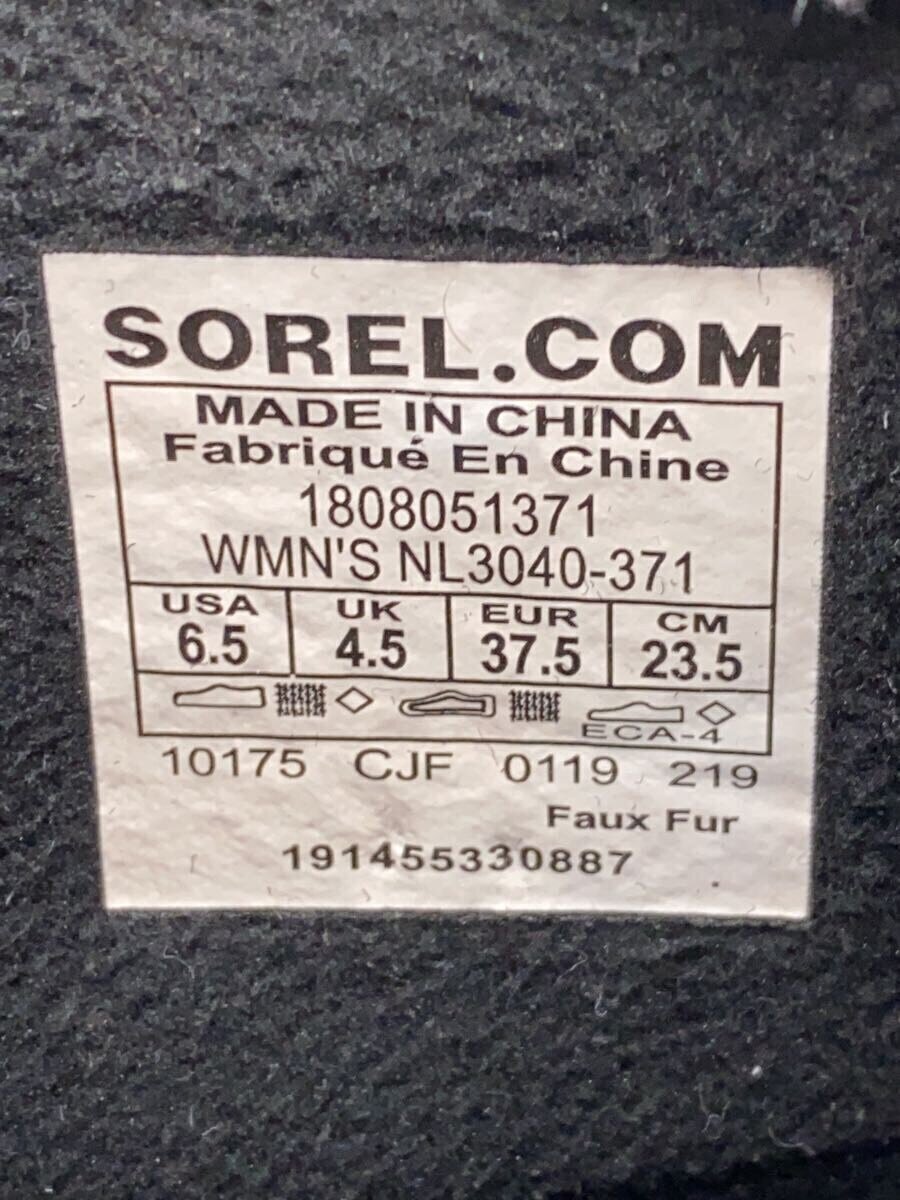 SOREL.COM
MADE IN CHINA
Fabriqué En Chine
1808051371
WMN'S NL3040-371
USA UK EUR CM
6.5 4.5 37.5 23.5
ECA-4
10175 CJF 0119 219
Faux Fur
191455330887